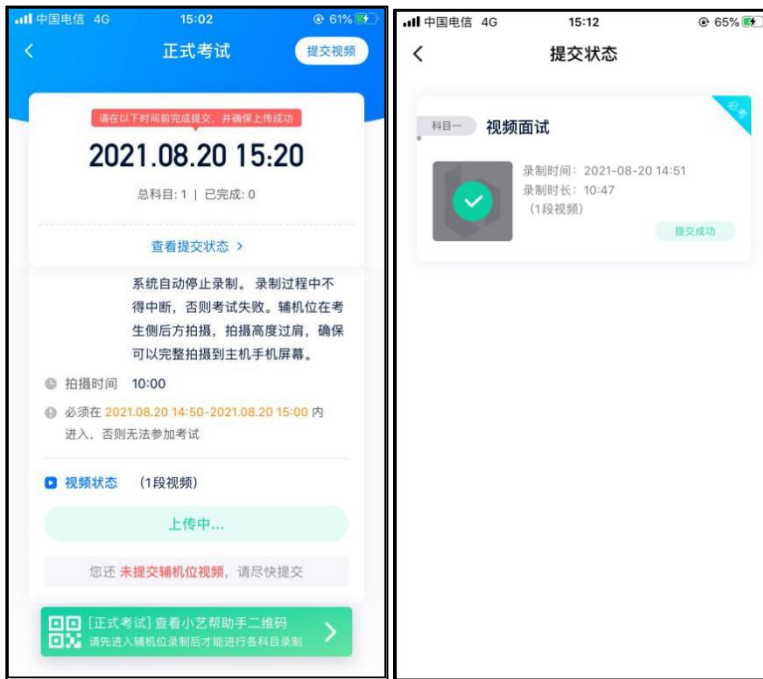 中国电信 4G 15:02 61%
正式考试 提交视频
请在以下时间前完成提交，并确保上传成功
2021.08.20 15:20
总科目: 1 | 已完成: 0
查看提交状态 >
系统自动停止录制。 录制过程中不
得中断，否则考试失败。辅机位在考
生侧后方拍摄，拍摄高度过肩，确保
可以完整拍摄到主机手机屏幕。
拍摄时间 10:00
必须在 2021.08.20 14:50-2021.08.20 15:00 内
进入，否则无法参加考试
视频状态 (1段视频)
上传中...
您还 未提交辅机位视频，请尽快提交
[正式考试] 查看小艺帮助手二维码
请先进入辅机位录制后才能进行各科目录制
中国电信 4G 15:12 65%
提交状态
必考
科目一 视频面试
录制时间: 2021-08-20 14:51
录制时长: 10:47
(1段视频)
提交成功